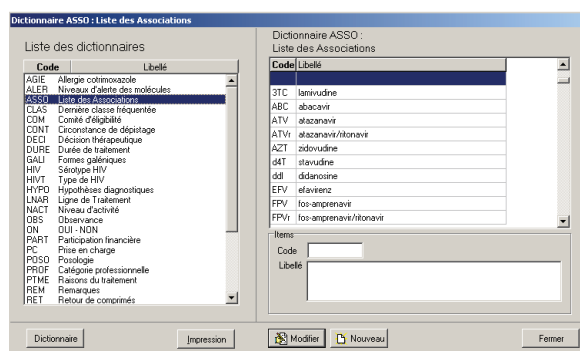 Dictionnaire ASSO : Liste des Associations
Liste des dictionnaires
Code Libellé
AGIE Allergie cotrimoxazole
ALER Niveaux d'alerte des molécules
ASSO Liste des Associations
CLAS Dernière classe fréquentée
COM Comité d'éligibilité
CONT Circonstance de dépistage
DECI Décision thérapeutique
DURE Durée de traitement
GALI Formes galéniques
HIV Sérotype HIV
HIVT Type de HIV
HYPO Hypothèses diagnostiques
LNAR Ligne de Traitement
NACT Niveau d'activité
OBS Observance
ON OUI - NON
PART Participation financière
PC Prise en charge
POSO Posologie
PROF Catégorie professionnelle
PTME Raisons du traitement
REM Remarques
RET Retour de comprimés
Dictionnaire
Impression
Dictionnaire ASSO :
Liste des Associations
Code Libellé
3TC lamivudine
ABC abacavir
ATV atazanavir
ATVr atazanavir/ritonavir
AZT zidovudine
d4T stavudine
ddI didanosine
EFV efavirenz
FPV fos-amprenavir
FPVr fos-amprenavir/ritonavir
Items
Code
Libellé
Modifier
Nouveau
Fermer